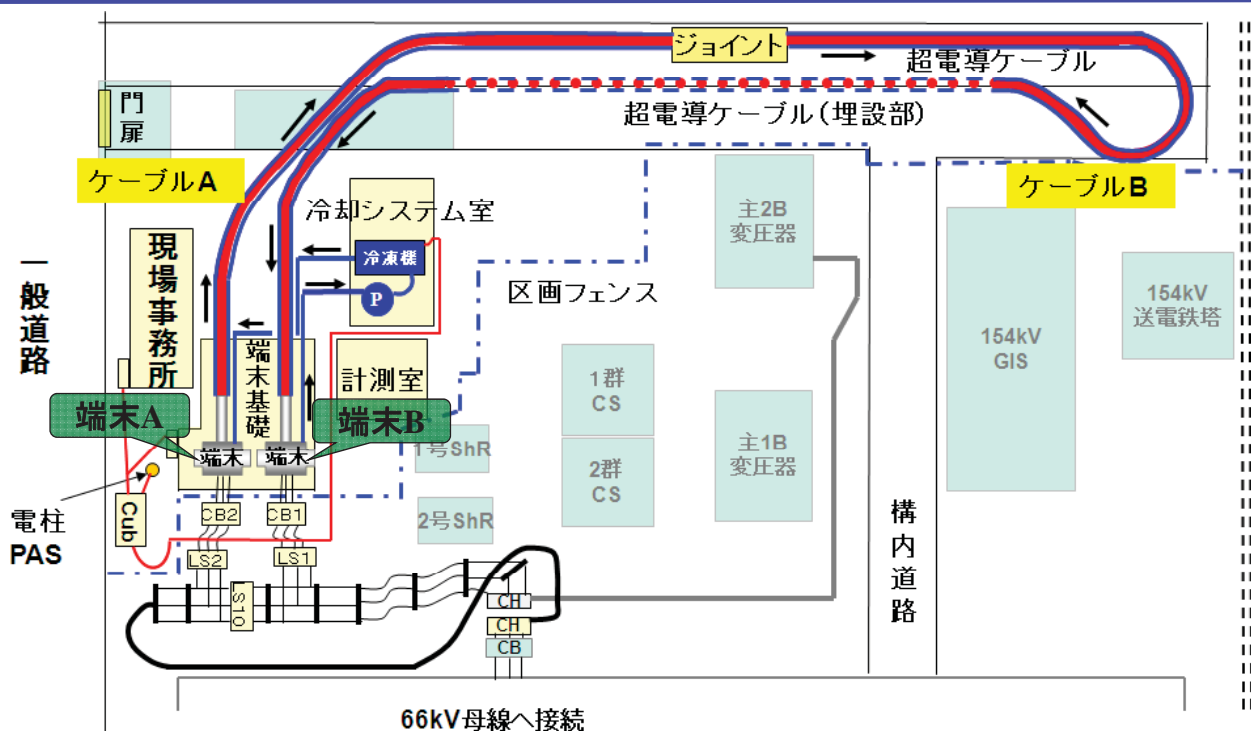 ジョイント
超電導ケーブル
超電導ケーブル(埋設部)
門
扉
ケーブルA
ケーブルB
冷却システム室
冷凍機
P
主2B
変圧器
区画フェンス
154kV
送電鉄塔
154kV
GIS
一般道路
現場事務所
端末基礎
計測室
1群
CS
端末A
端末B
端末
端末
1号ShR
主1B
変圧器
2群
CS
電柱
PAS
Cub
CB2
CB1
2号ShR
構内道路
LS2
LS1
LS10
CH
CH
CB
66kV母線へ接続